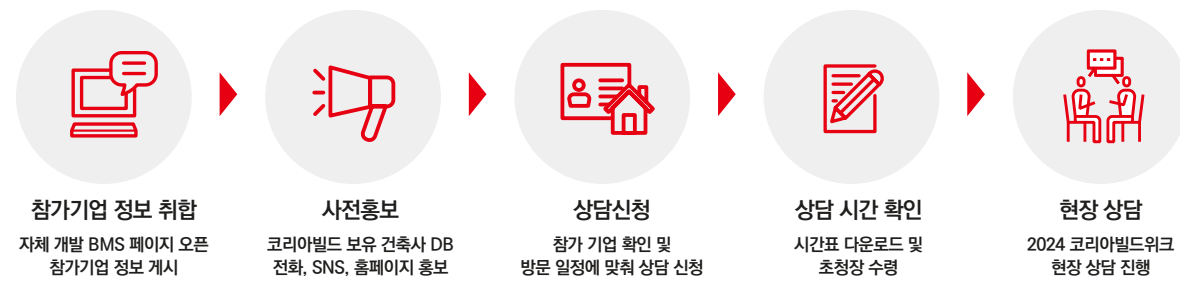 참가기업 정보 취합
자체 개발 BMS 페이지 오픈
참가기업 정보 게시
사전홍보
코리아빌드 보유 건축사 DB
전화, SNS, 홈페이지 홍보
상담신청
참가 기업 확인 및
방문 일정에 맞춰 상담 신청
상담 시간 확인
시간표 다운로드 및
초청장 수령
현장 상담
2024 코리아빌드위크
현장 상담 진행